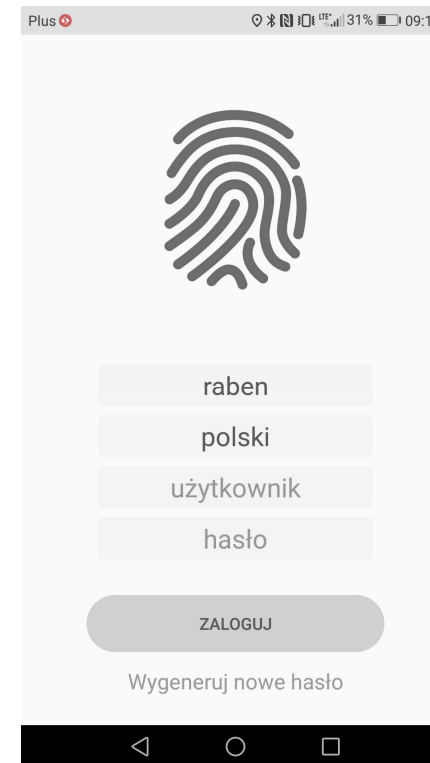 Plus 31% 09:1
raben
polski
użytkownik
hasło
ZALOGUJ
Wygeneruj nowe hasło